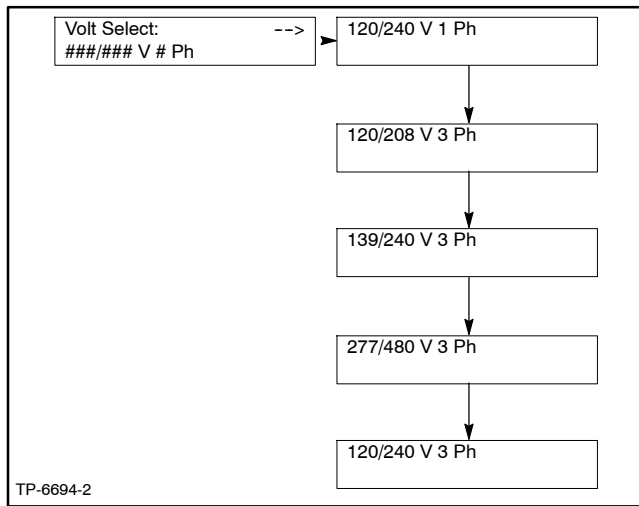 Volt Select: -->
###/### V # Ph
120/240 V 1 Ph
120/208 V 3 Ph
139/240 V 3 Ph
277/480 V 3 Ph
120/240 V 3 Ph
TP-6694-2